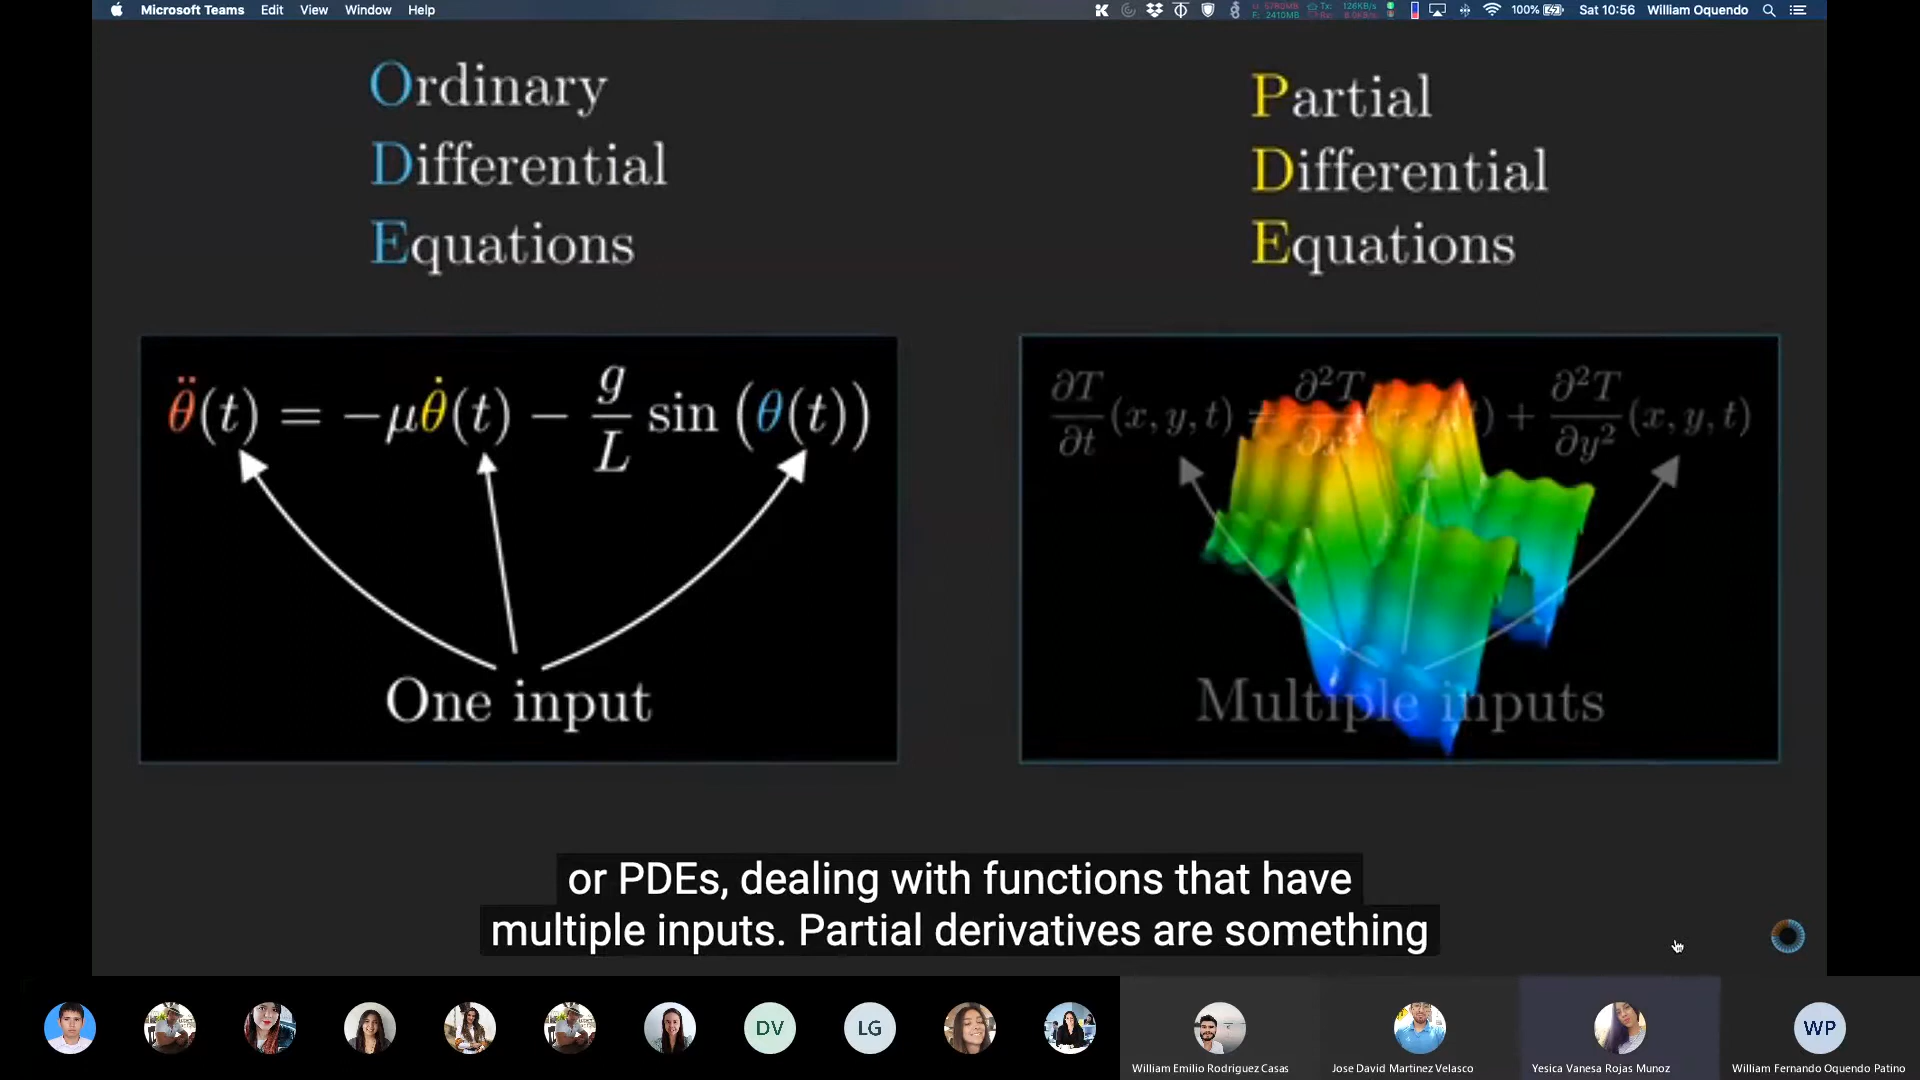 Microsoft Teams Edit View Window Help
100% Sat 10:56 William Oquendo
Ordinary
Differential
Equations
Partial
Differential
Equations
θ̈(t) = −μθ̇(t) − g/L sin (θ(t))
∂T/∂t (x, y, t) = ∂²T/∂x² (x, y, t) + ∂²T/∂y² (x, y, t)
One input
Multiple inputs
or PDEs, dealing with functions that have
multiple inputs. Partial derivatives are something
DV
LG
WP
William Emilio Rodriguez Casas
Jose David Martinez Velasco
Yesica Vanesa Rojas Munoz
William Fernando Oquendo Patino